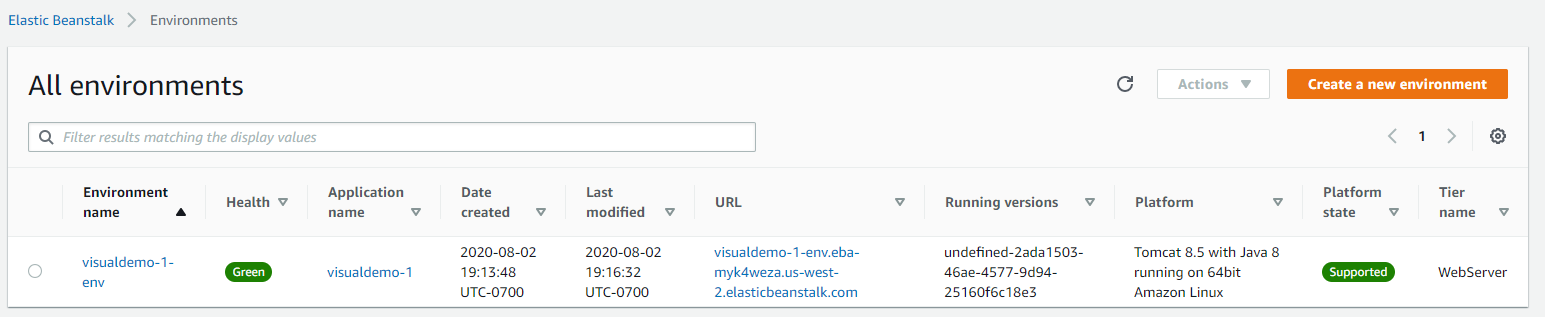 Elastic Beanstalk > Environments
All environments
Actions
Create a new environment
Filter results matching the display values
1
Environment name
Health
Application name
Date created
Last modified
URL
Running versions
Platform
Platform state
Tier name
visualdemo-1-
env
Green
visualdemo-1
2020-08-02
19:13:48
UTC-0700
2020-08-02
19:16:32
UTC-0700
visualdemo-1-env.eba-
myk4weza.us-west-
2.elasticbeanstalk.com
undefined-2ada1503-
46ae-4577-9d94-
25160f6c18e3
Tomcat 8.5 with Java 8
running on 64bit
Amazon Linux
Supported
WebServer